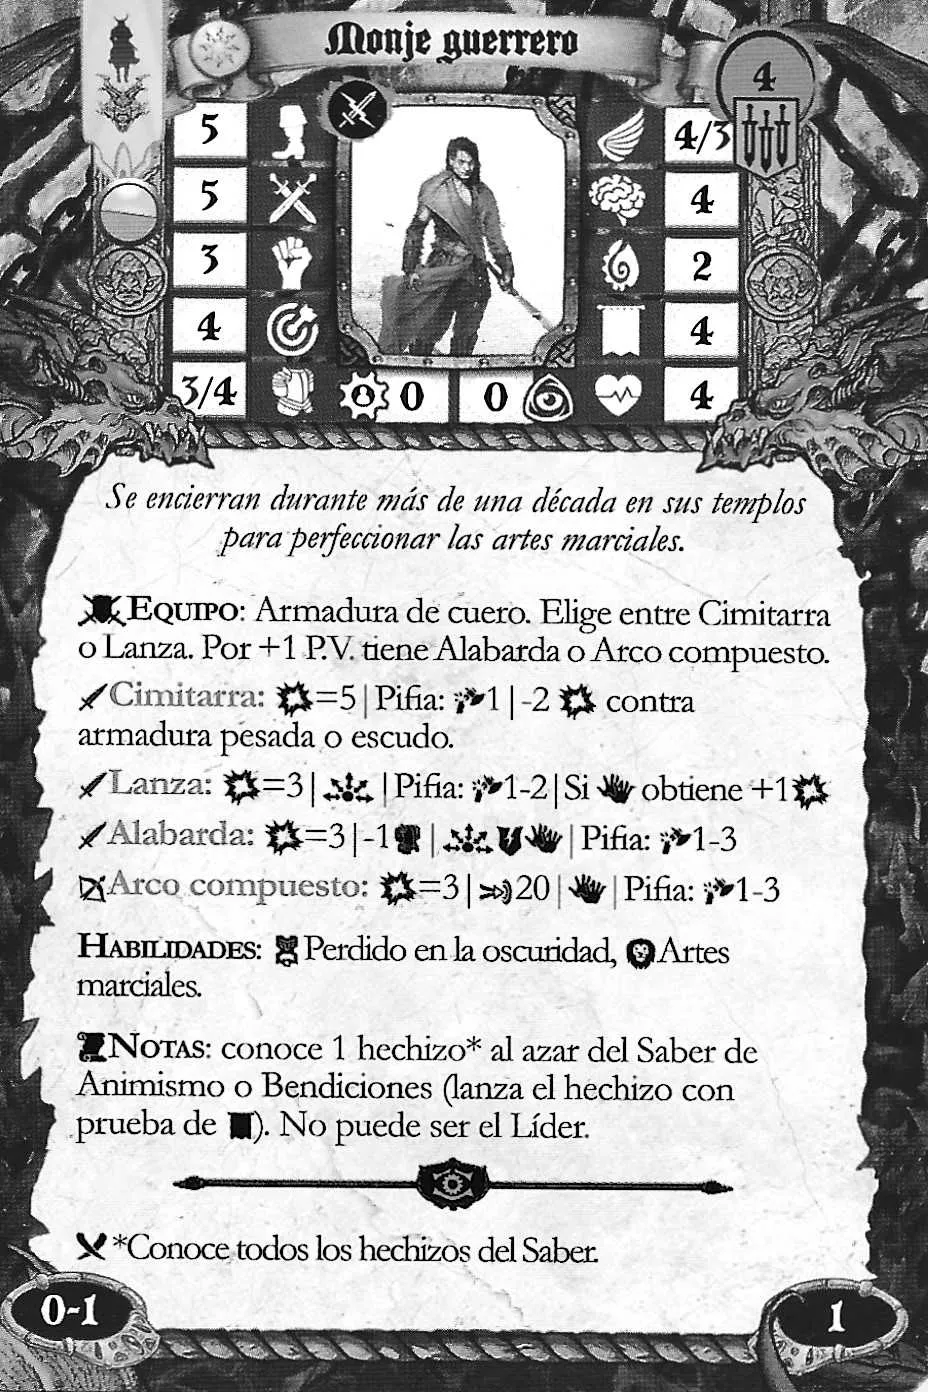 Monje guerrero
4
5
4/3
5
4
3
2
4
4
3/4
0
0
4
Se encierran durante más de una década en sus templos
para perfeccionar las artes marciales.
EQUIPO: Armadura de cuero. Elige entre Cimitarra
o Lanza. Por +1 P.V. tiene Alabarda o Arco compuesto.
Cimitarra: =5 | Pifia: 1 | -2 contra
armadura pesada o escudo.
Lanza: =3 | | Pifia: 1-2 | Si obtiene +1
Alabarda: =3 | -1 | | Pifia: 1-3
Arco compuesto: =3 | 20 | | Pifia: 1-3
HABILIDADES: Perdido en la oscuridad, Artes
marciales.
NOTAS: conoce 1 hechizo* al azar del Saber de
Animismo o Bendiciones (lanza el hechizo con
prueba de ). No puede ser el Líder.
*Conoce todos los hechizos del Saber.
0-1
1